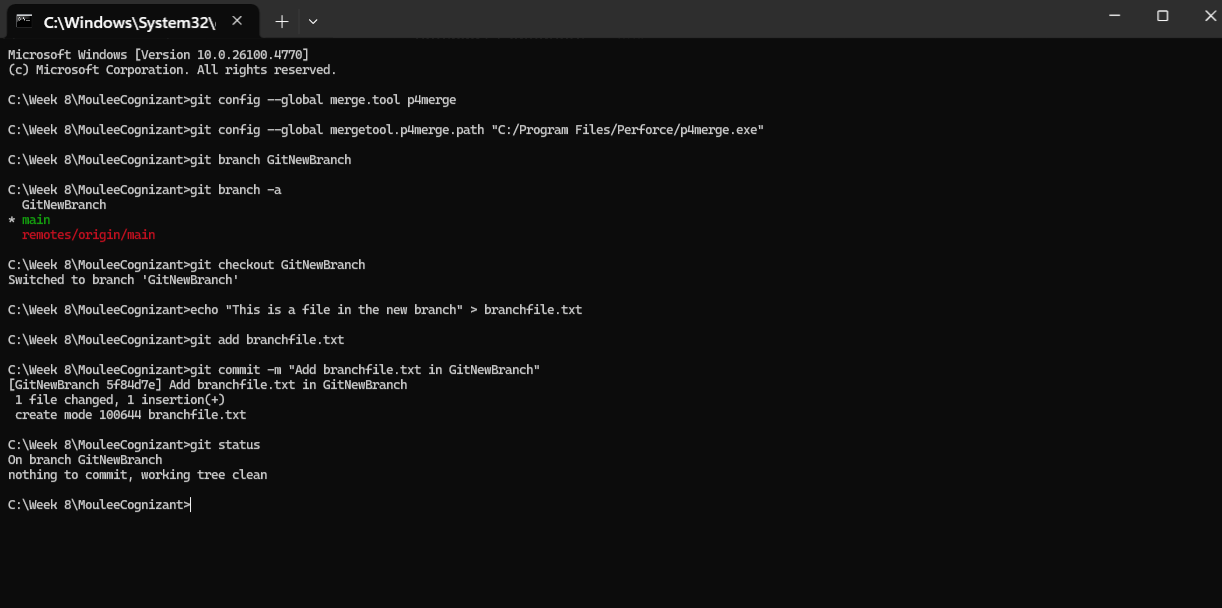 C:\Windows\System32\
Microsoft Windows [Version 10.0.26100.4770]
(c) Microsoft Corporation. All rights reserved.
C:\Week 8\MouleeCognizant>git config --global merge.tool p4merge
C:\Week 8\MouleeCognizant>git config --global mergetool.p4merge.path "C:/Program Files/Perforce/p4merge.exe"
C:\Week 8\MouleeCognizant>git branch GitNewBranch
C:\Week 8\MouleeCognizant>git branch -a
  GitNewBranch
* main
  remotes/origin/main
C:\Week 8\MouleeCognizant>git checkout GitNewBranch
Switched to branch 'GitNewBranch'
C:\Week 8\MouleeCognizant>echo "This is a file in the new branch" > branchfile.txt
C:\Week 8\MouleeCognizant>git add branchfile.txt
C:\Week 8\MouleeCognizant>git commit -m "Add branchfile.txt in GitNewBranch"
[GitNewBranch 5f84d7e] Add branchfile.txt in GitNewBranch
 1 file changed, 1 insertion(+)
 create mode 100644 branchfile.txt
C:\Week 8\MouleeCognizant>git status
On branch GitNewBranch
nothing to commit, working tree clean
C:\Week 8\MouleeCognizant>